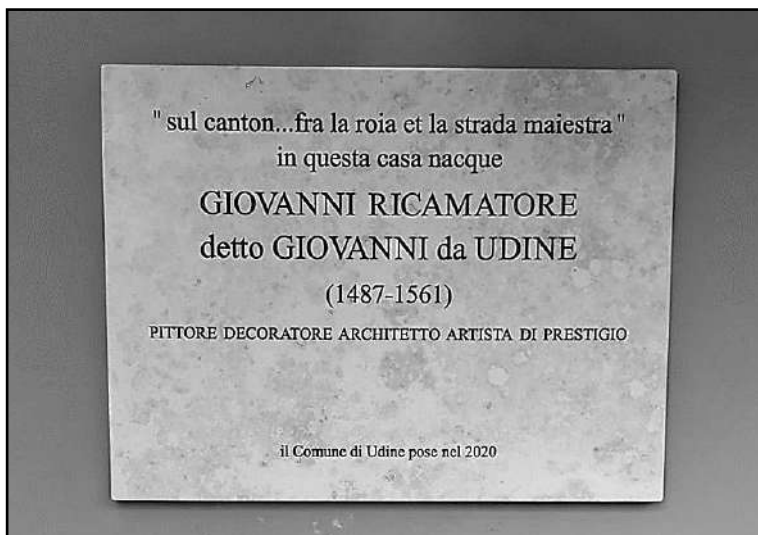 " sul canton...fra la roia et la strada maiestra "
in questa casa nacque
GIOVANNI RICAMATORE
detto GIOVANNI da UDINE
(1487-1561)
PITTORE DECORATORE ARCHITETTO ARTISTA DI PRESTIGIO
il Comune di Udine pose nel 2020